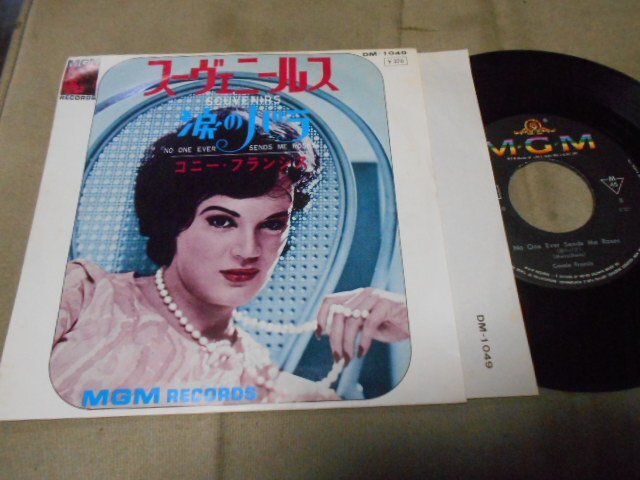 MGM
RECORDS
DM 1049
¥370
スーヴェニールス
SOUVENIRS
涙のバラ
NO ONE EVER SENDS ME ROSES
コニー・フランシス
MGM RECORDS
MGM
M
45
No One Ever Sends Me Roses
Connie Francis
DM-1049